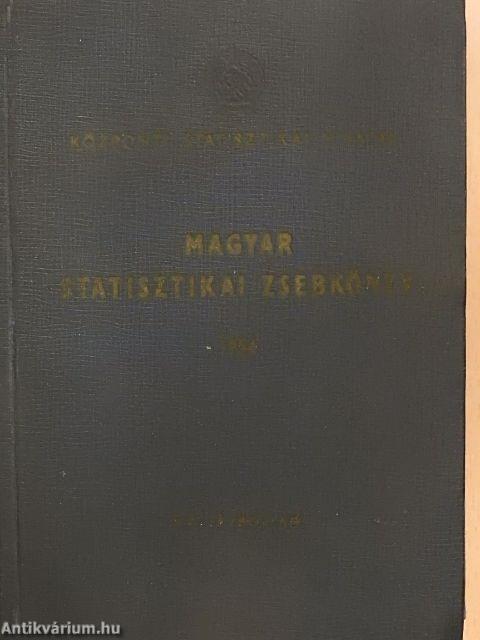 KÖZPONTI STATISZTIKAI HIVATAL
MAGYAR
STATISZTIKAI ZSEBKÖNYV
Antikvárium.hu